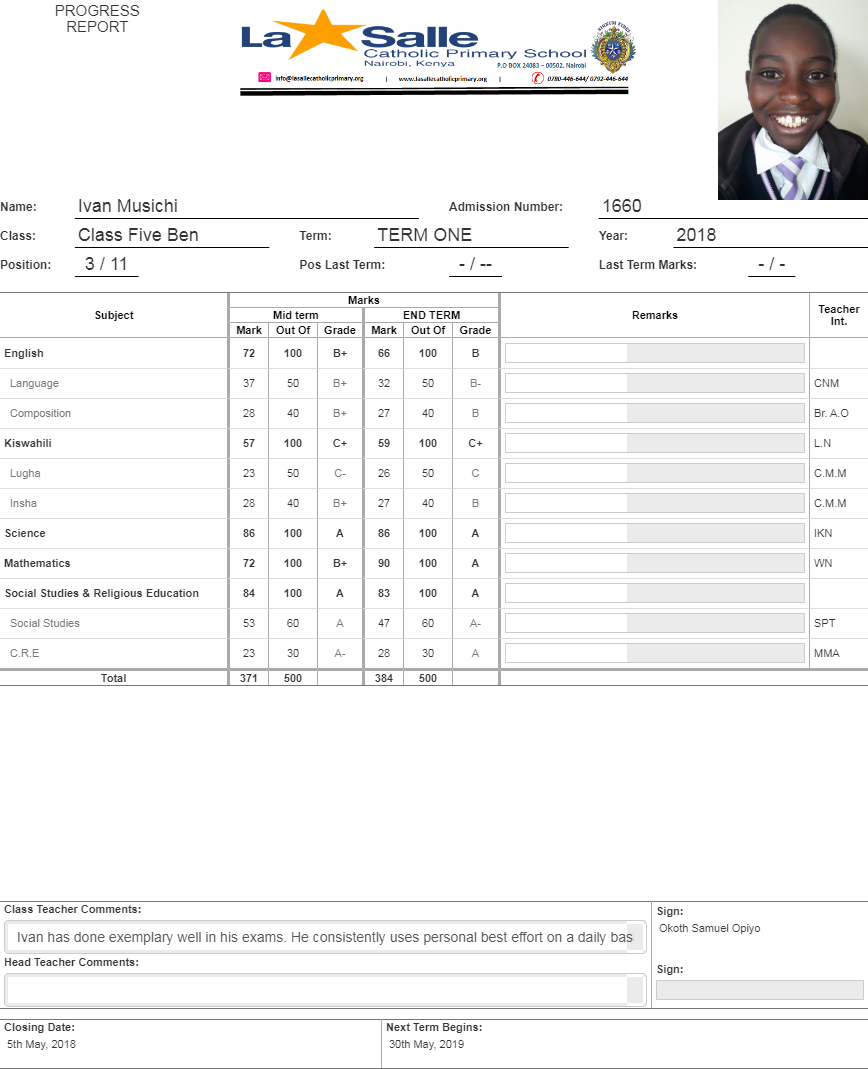 PROGRESS
REPORT
La Salle
Catholic Primary School
Nairobi, Kenya
P.O BOX 24083 – 00502, Nairobi
info@lasallecatholicprimary.org | www.lasallecatholicprimary.org | 0780-446-644/ 0792-446-644
Name: Ivan Musichi Admission Number: 1660
Class: Class Five Ben Term: TERM ONE Year: 2018
Position: 3 / 11 Pos Last Term: - / -- Last Term Marks: - / -
Marks
Subject Mid term END TERM Remarks Teacher Int.
Mark Out Of Grade Mark Out Of Grade
English 72 100 B+ 66 100 B
Language 37 50 B+ 32 50 B- CNM
Composition 28 40 B+ 27 40 B Br. A.O
Kiswahili 57 100 C+ 59 100 C+ L.N
Lugha 23 50 C- 26 50 C C.M.M
Insha 28 40 B+ 27 40 B C.M.M
Science 86 100 A 86 100 A IKN
Mathematics 72 100 B+ 90 100 A WN
Social Studies & Religious Education 84 100 A 83 100 A
Social Studies 53 60 A 47 60 A- SPT
C.R.E 23 30 A- 28 30 A MMA
Total 371 500 384 500
Class Teacher Comments:
Ivan has done exemplary well in his exams. He consistently uses personal best effort on a daily bas
Sign:
Okoth Samuel Opiyo
Head Teacher Comments:
Sign:
Closing Date: Next Term Begins:
5th May, 2018 30th May, 2019